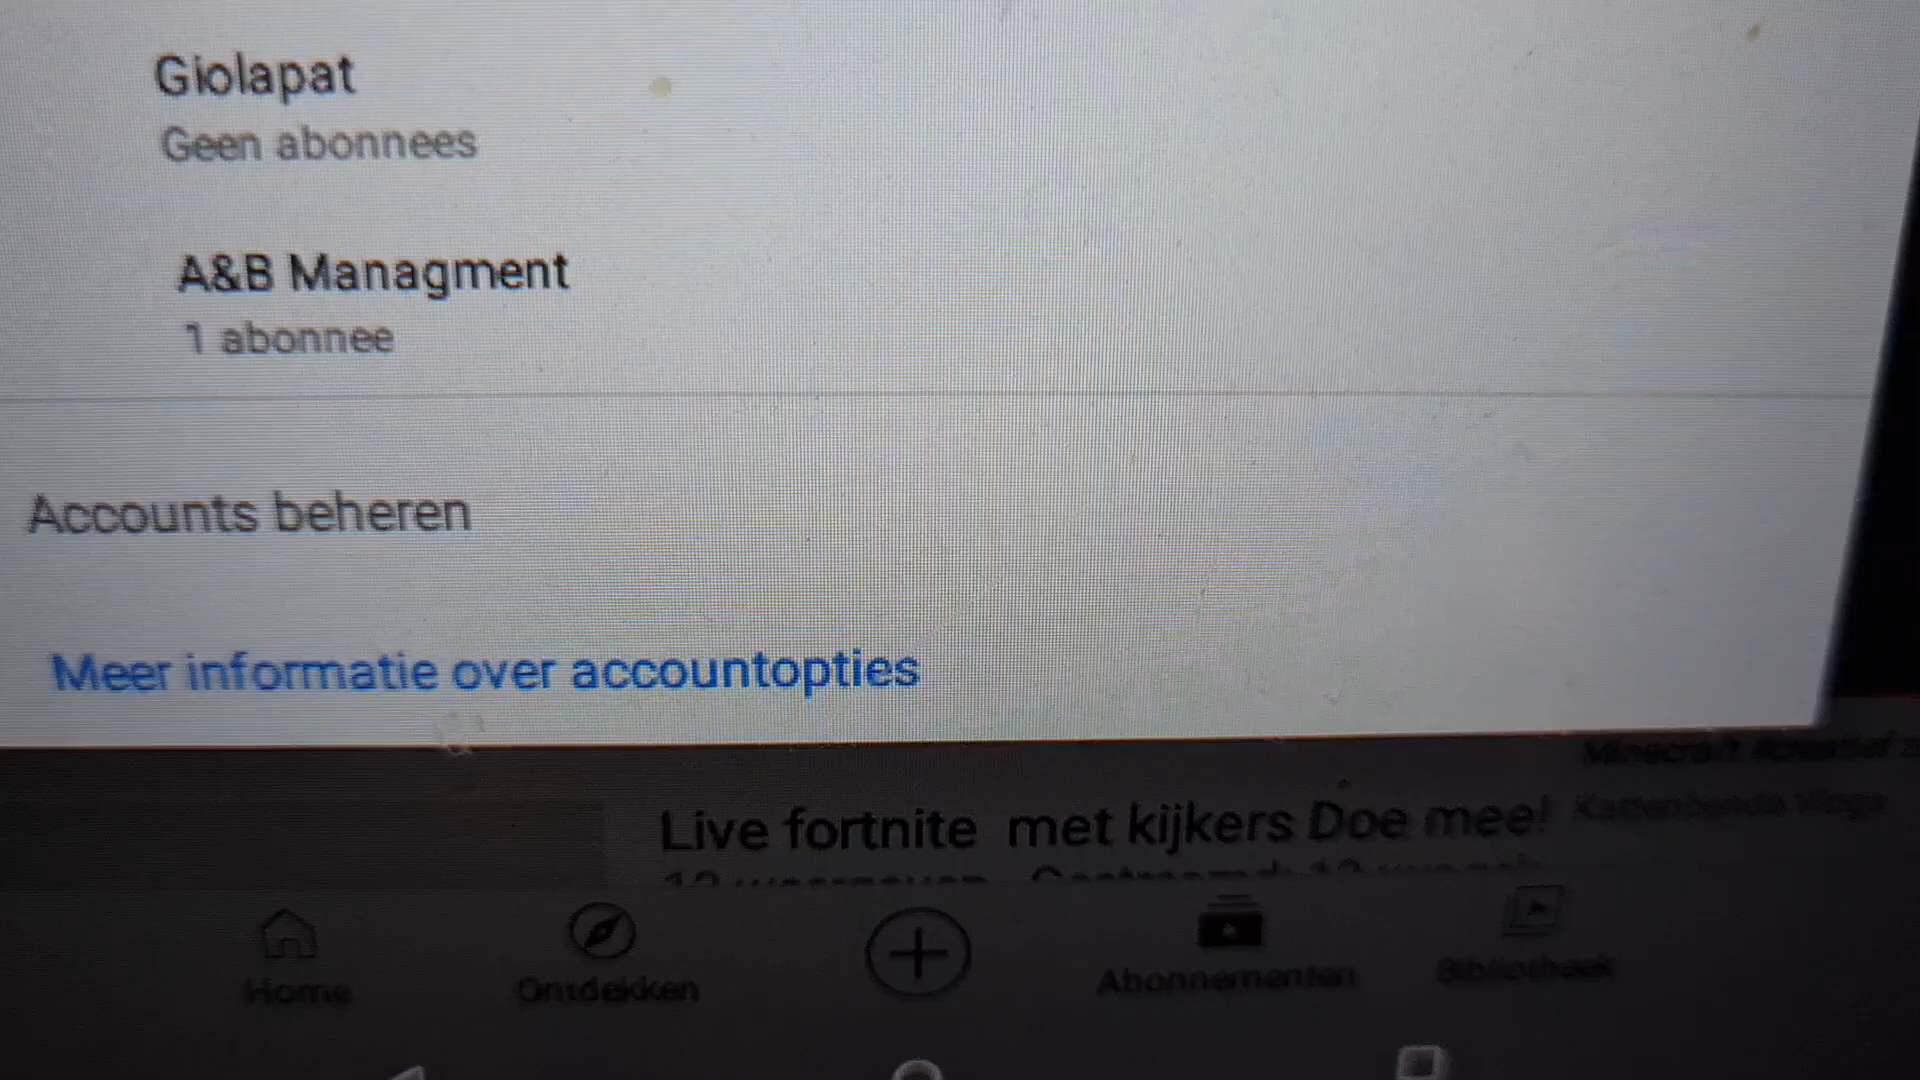 Giolapat
Geen abonnees
A&B Managment
1 abonnee
Accounts beheren
Meer informatie over accountopties
Minecraft
Live fortnite met kijkers Doe mee!
Home
Ontdekken
Abonnementen
Bibliotheek